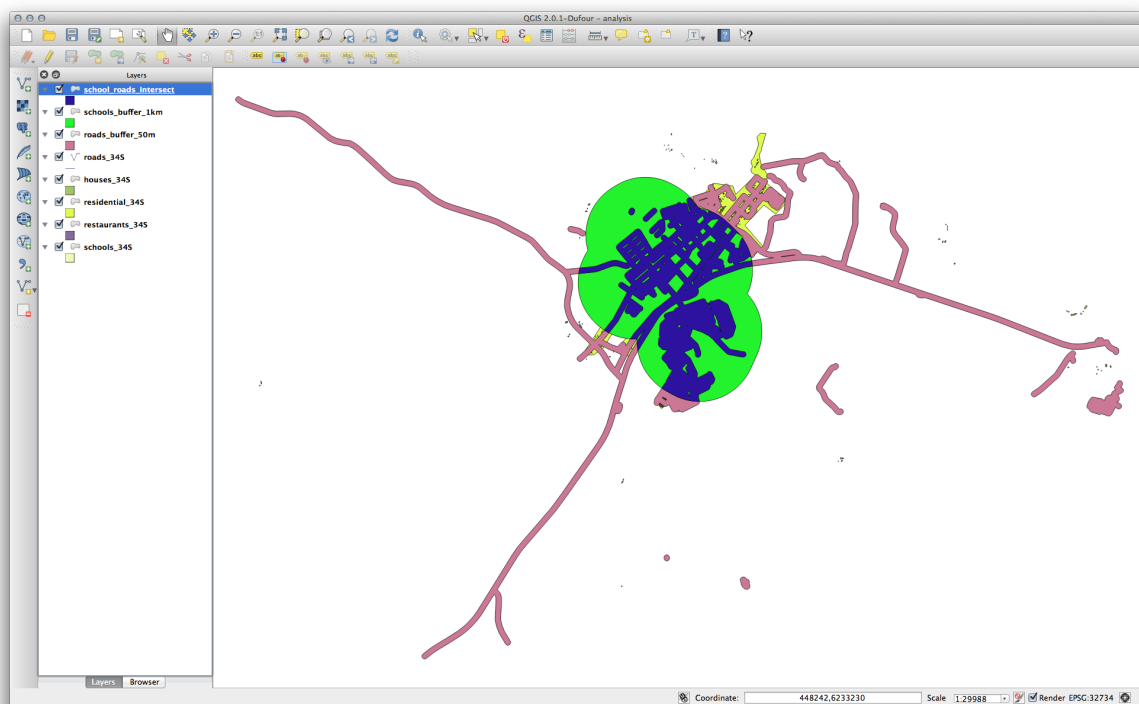 QGIS 2.0.1-Dufour - analysis
Layers
school_roads_intersect
schools_buffer_1km
roads_buffer_50m
roads_34S
houses_34S
residential_34S
restaurants_34S
schools_34S
Layers Browser
Coordinate: 448242,6233230 Scale 1:29988 Render EPSG:32734